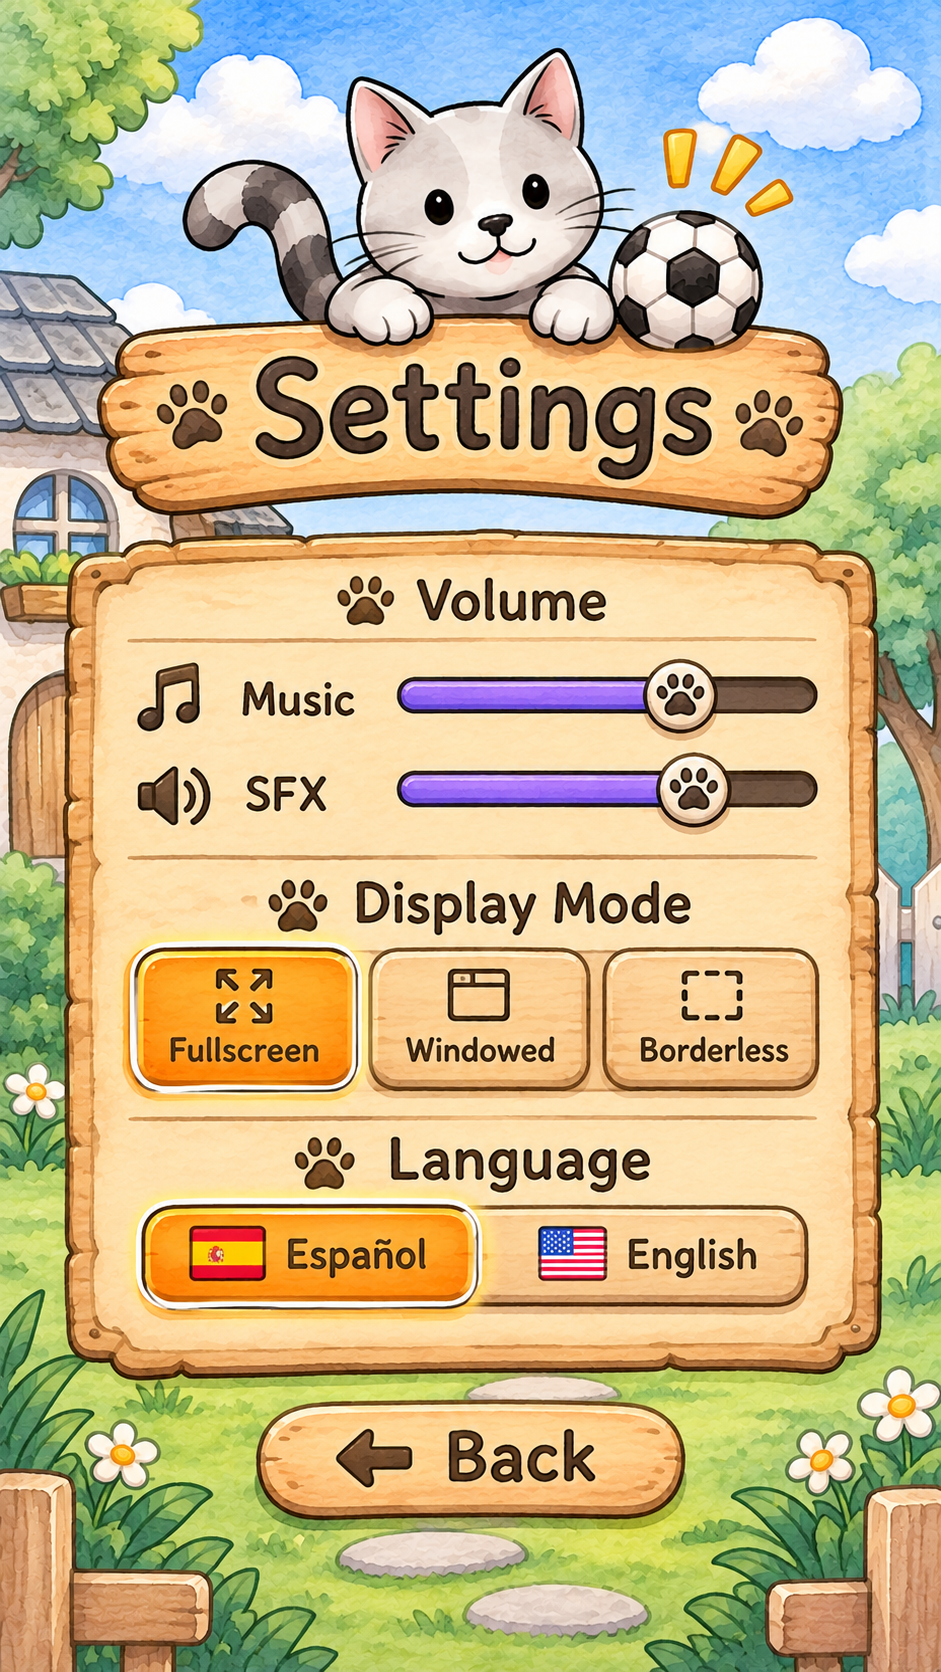 Settings
Volume
Music
SFX
Display Mode
Fullscreen Windowed Borderless
Language
Español English
Back